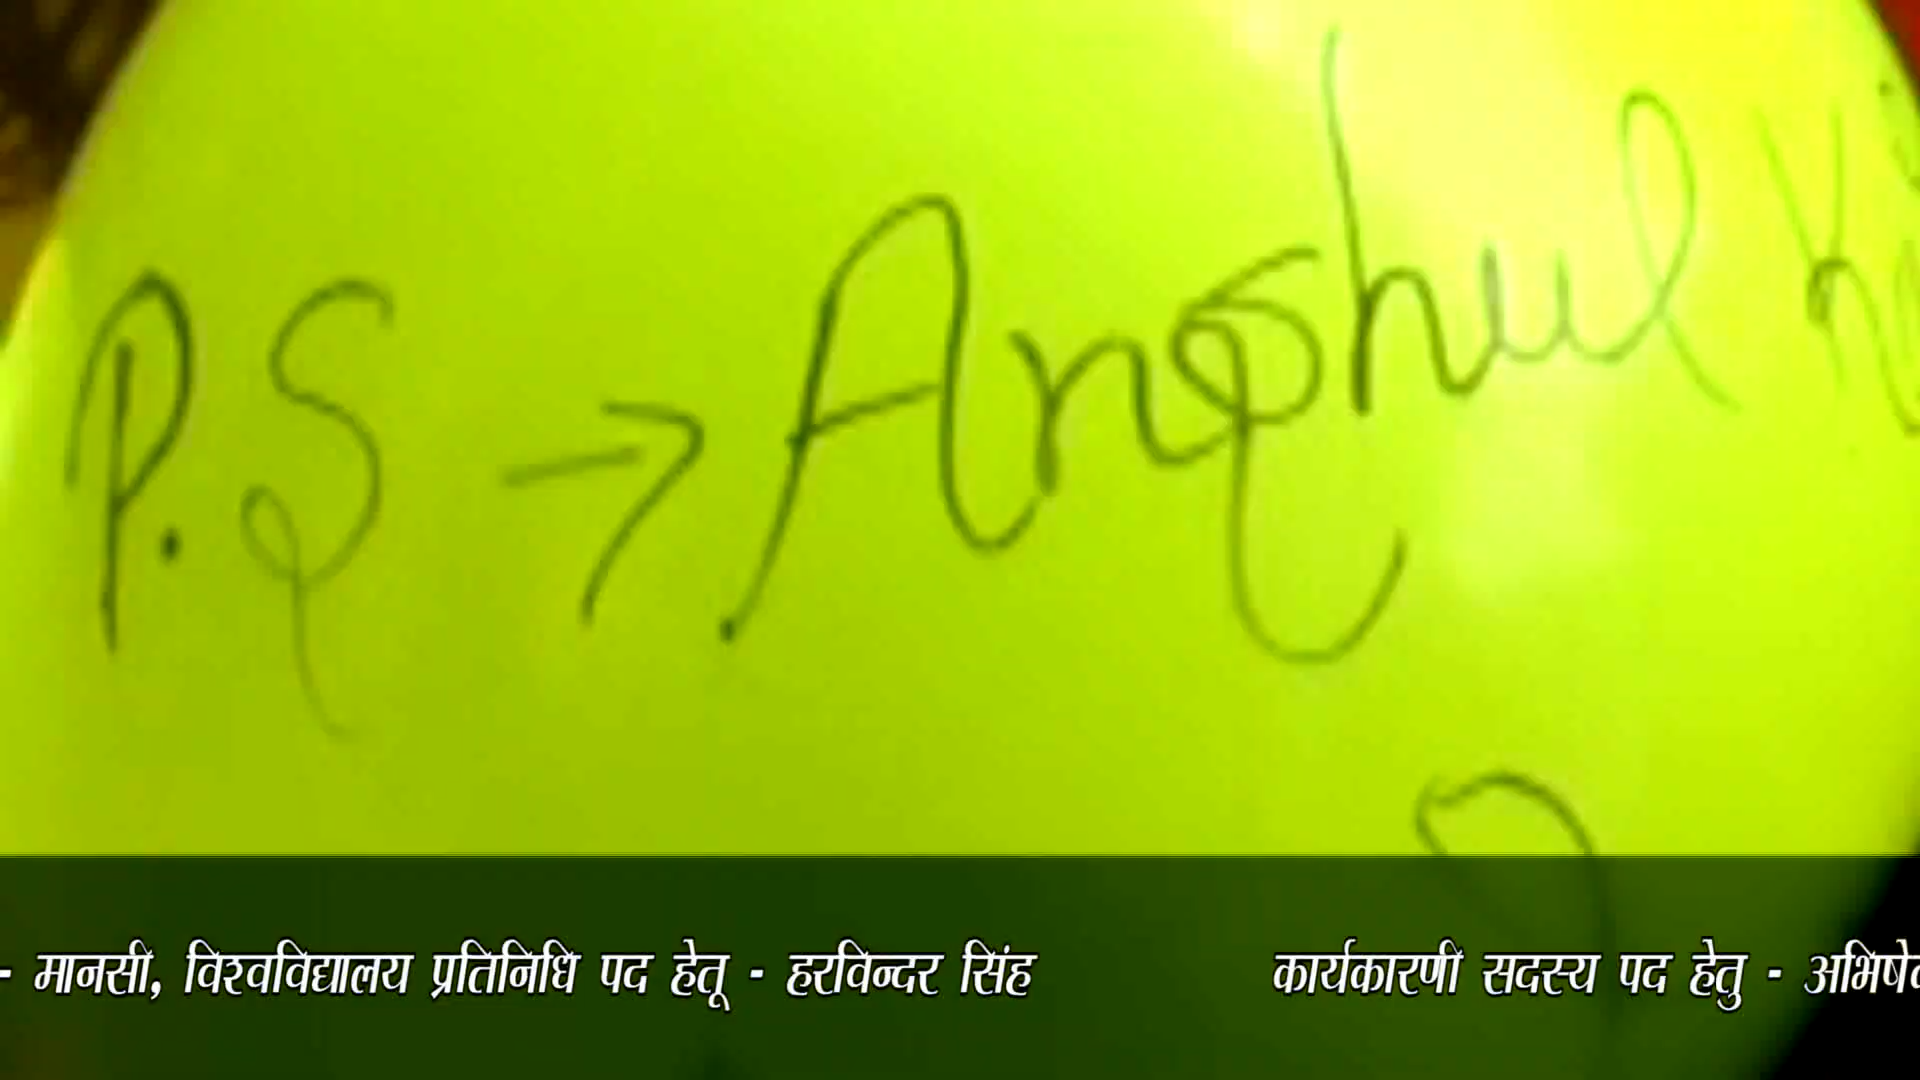 P.S → Anshul
- मानसी, विश्वविद्यालय प्रतिनिधि पद हेतू - हरविन्दर सिंह कार्यकारणी सदस्य पद हेतु -